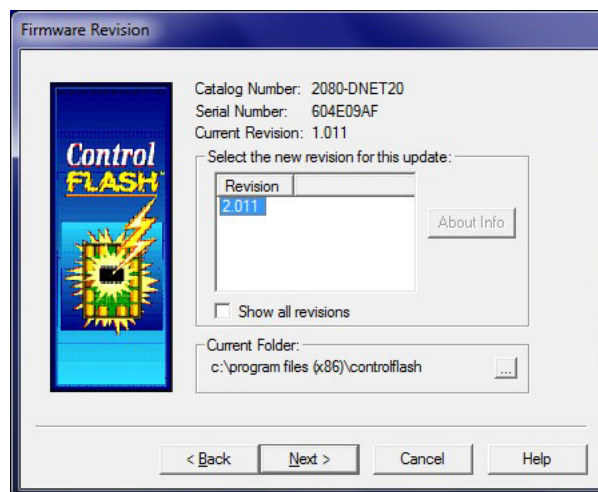 Firmware Revision
Control
FLASH
Catalog Number: 2080-DNET20
Serial Number: 604E09AF
Current Revision: 1.011
Select the new revision for this update:
Revision
2.011
About Info
Show all revisions
Current Folder:
c:\program files (x86)\controlflash
...
< Back
Next >
Cancel
Help